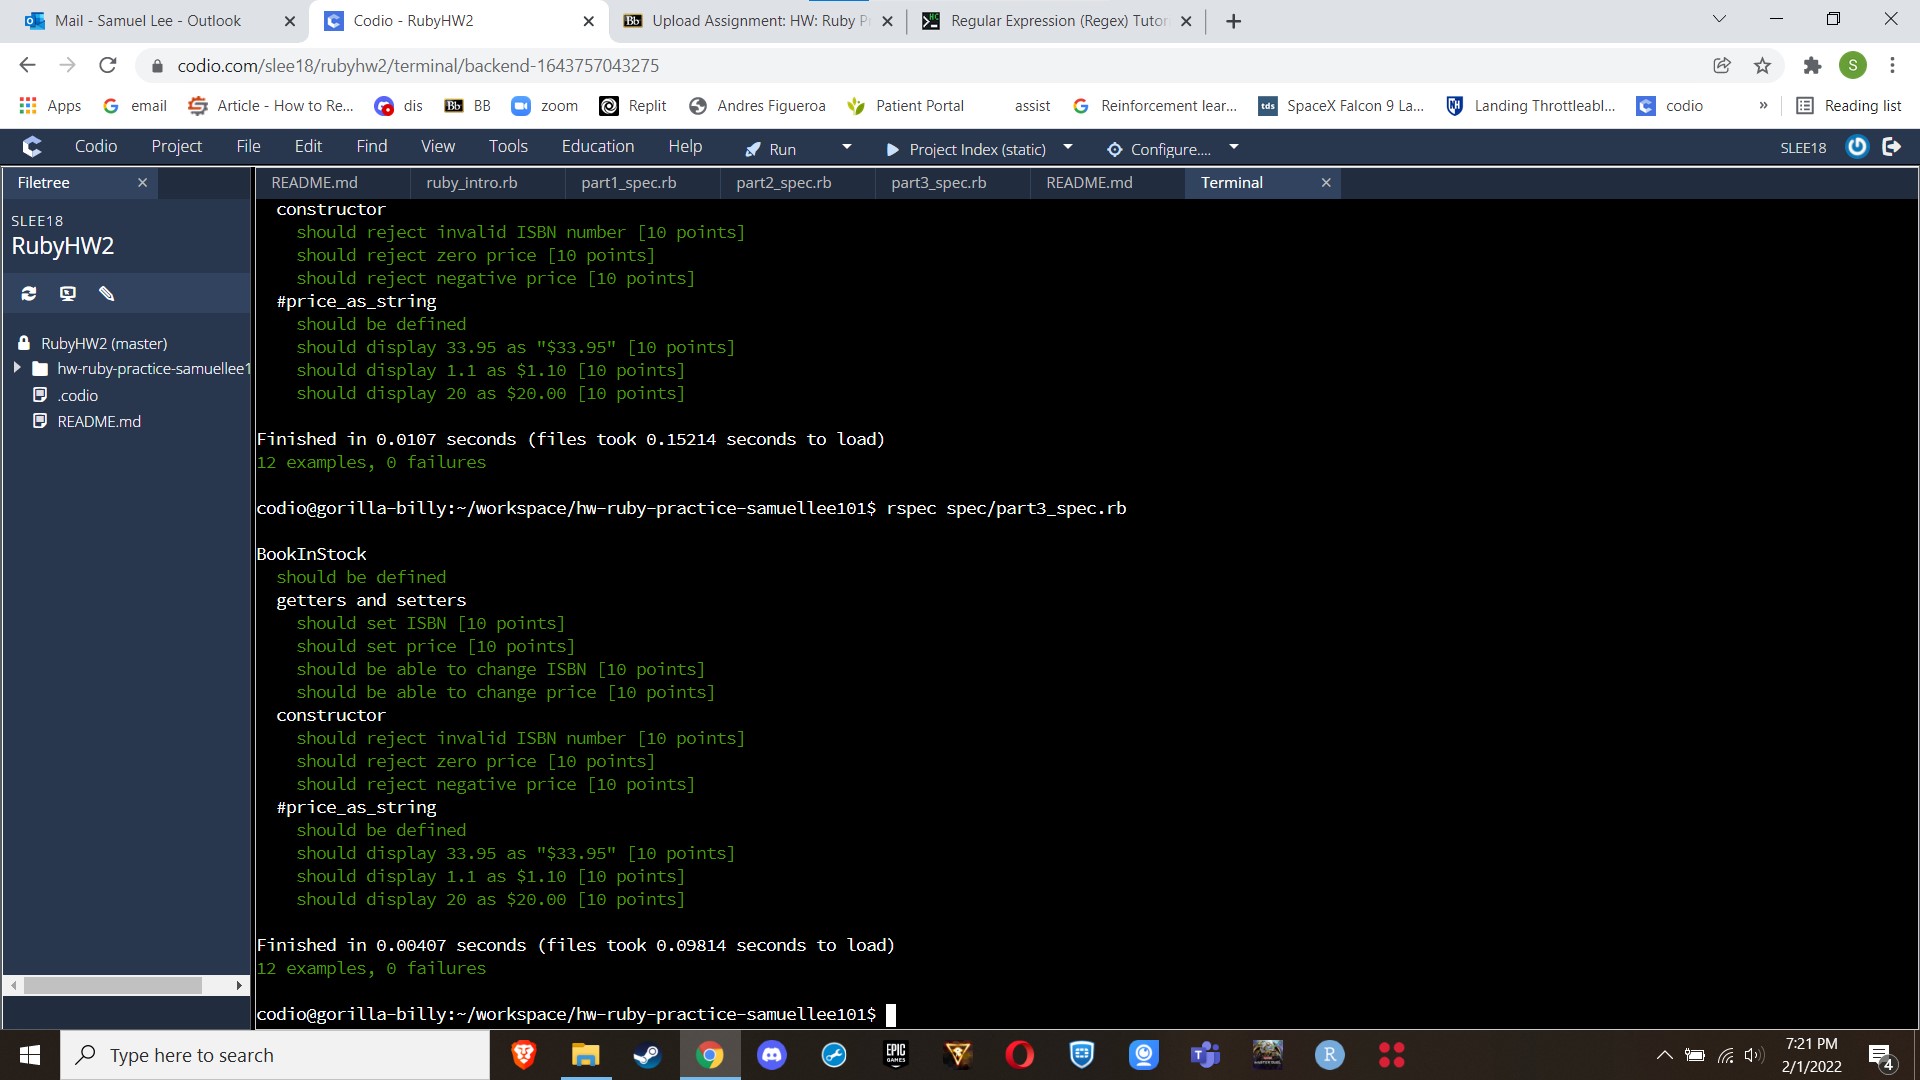 Mail - Samuel Lee - Outlook
Codio - RubyHW2
Upload Assignment: HW: Ruby P
Regular Expression (Regex) Tutor
codio.com/slee18/rubyhw2/terminal/backend-1643757043275
S
Apps email Article - How to Re... dis BB zoom Replit Andres Figueroa Patient Portal assist Reinforcement lear... SpaceX Falcon 9 La... Landing Throttleabl... codio » Reading list
Codio Project File Edit Find View Tools Education Help Run Project Index (static) Configure.... SLEE18
Filetree
README.md ruby_intro.rb part1_spec.rb part2_spec.rb part3_spec.rb README.md Terminal
SLEE18
RubyHW2
RubyHW2 (master)
hw-ruby-practice-samuellee1
.codio
README.md
constructor
should reject invalid ISBN number [10 points]
should reject zero price [10 points]
should reject negative price [10 points]
#price_as_string
should be defined
should display 33.95 as "$33.95" [10 points]
should display 1.1 as $1.10 [10 points]
should display 20 as $20.00 [10 points]
Finished in 0.0107 seconds (files took 0.15214 seconds to load)
12 examples, 0 failures
codio@gorilla-billy:~/workspace/hw-ruby-practice-samuellee101$ rspec spec/part3_spec.rb
BookInStock
should be defined
getters and setters
should set ISBN [10 points]
should set price [10 points]
should be able to change ISBN [10 points]
should be able to change price [10 points]
constructor
should reject invalid ISBN number [10 points]
should reject zero price [10 points]
should reject negative price [10 points]
#price_as_string
should be defined
should display 33.95 as "$33.95" [10 points]
should display 1.1 as $1.10 [10 points]
should display 20 as $20.00 [10 points]
Finished in 0.00407 seconds (files took 0.09814 seconds to load)
12 examples, 0 failures
codio@gorilla-billy:~/workspace/hw-ruby-practice-samuellee101$
Type here to search
EPIC GAMES
7:21 PM
2/1/2022
4